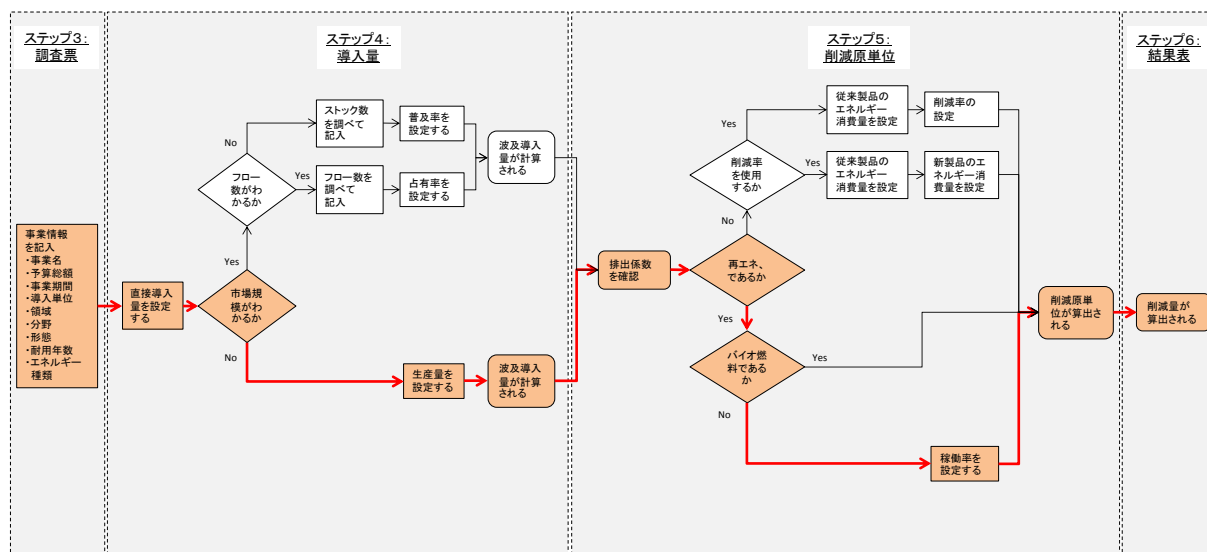 ステップ3:
調査票
事業情報
を記入
・事業名
・予算総額
・事業期間
・導入単位
・領域
・分野
・形態
・耐用年数
・エネルギー
種類
ステップ4:
導入量
直接導入
量を設定
する
市場規
模がわ
かるか
Yes
No
フロー
数がわ
かるか
No
Yes
ストック数
を調べて
記入
普及率を
設定する
フロー数を
調べて
記入
占有率を
設定する
波及導入
量が計算
される
生産量を
設定する
波及導入
量が計算
される
ステップ5:
削減原単位
排出係数
を確認
再エネ、
であるか
No
Yes
削減率
を使用
するか
Yes
Yes
従来製品の
エネルギー
消費量を設定
削減率の
設定
従来製品の
エネルギー
消費量を設定
新製品のエ
ネルギー消
費量を設定
バイオ燃
料である
か
Yes
No
稼働率を
設定する
削減原単
位が算出さ
れる
ステップ6:
結果表
削減量が
算出される